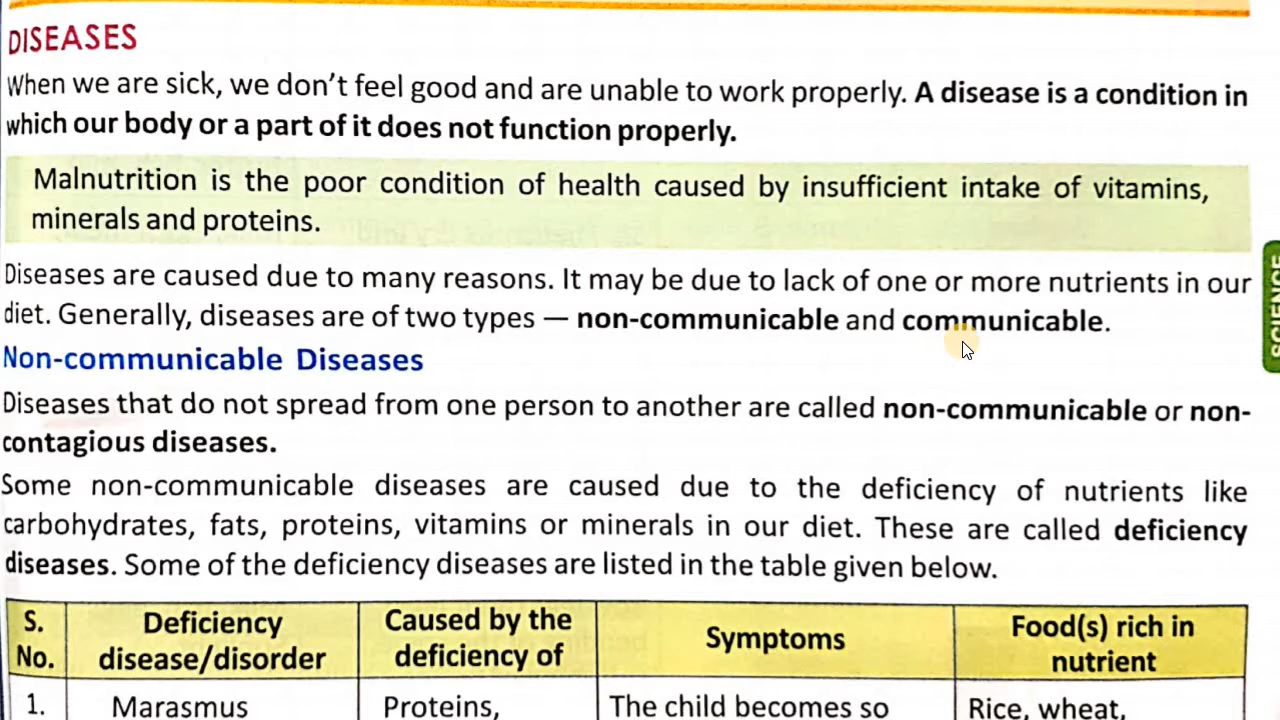 DISEASES
When we are sick, we don't feel good and are unable to work properly. A disease is a condition in
which our body or a part of it does not function properly.
Malnutrition is the poor condition of health caused by insufficient intake of vitamins,
minerals and proteins.
Diseases are caused due to many reasons. It may be due to lack of one or more nutrients in our
diet. Generally, diseases are of two types — non-communicable and communicable.
SCIENCE
Non-communicable Diseases
Diseases that do not spread from one person to another are called non-communicable or non-
contagious diseases.
Some non-communicable diseases are caused due to the deficiency of nutrients like
carbohydrates, fats, proteins, vitamins or minerals in our diet. These are called deficiency
diseases. Some of the deficiency diseases are listed in the table given below.
S. No.
Deficiency disease/disorder
Caused by the deficiency of
Symptoms
Food(s) rich in nutrient
1.
Marasmus
Proteins,
The child becomes so
Rice, wheat,